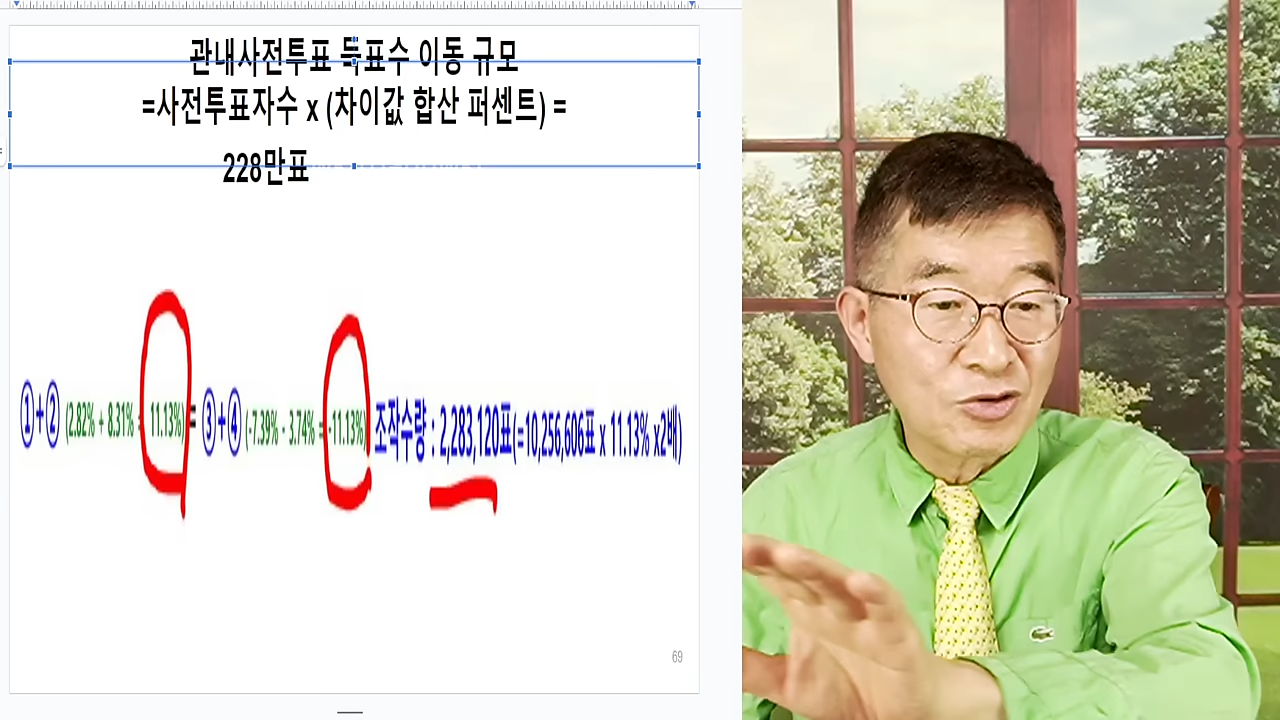 관내사전투표 득표수 이동 규모
=사전투표자수 x (차이값 합산 퍼센트) =
228만표
①+② (2.82% + 8.31% = 11.13%) = ③+④ (-7.39% - 3.74% = -11.13%) 조작수량 : 2,283,120표(=10,256,606표 x 11.13% x2배)
69